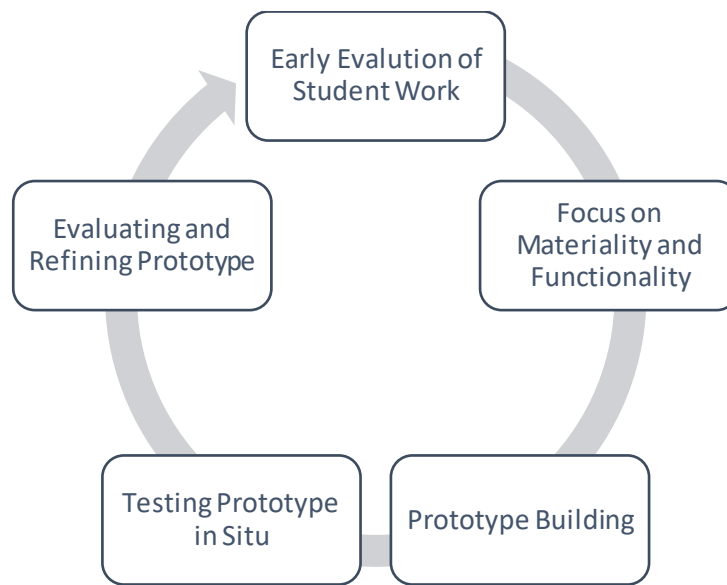 Early Evalution of
Student Work
Focus on
Materiality and
Functionality
Prototype Building
Testing Prototype
in Situ
Evaluating and
Refining Prototype